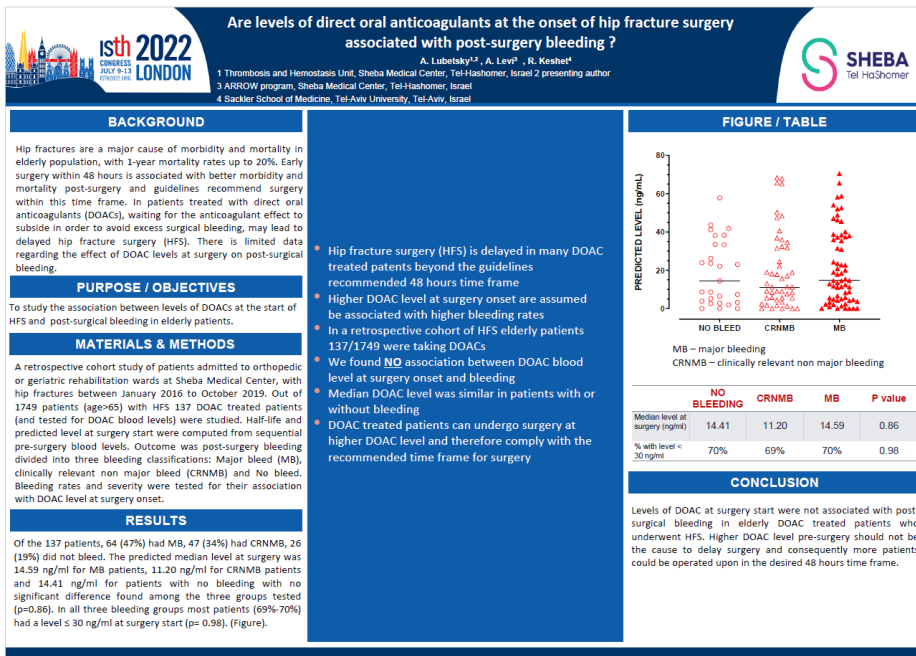 isth 2022
CONGRESS
JULY 9-13
ISTH2022.ORG
LONDON
Are levels of direct oral anticoagulants at the onset of hip fracture surgery
associated with post-surgery bleeding ?
A. Lubetsky1,2 , A. Levi3 , R. Keshet4
1 Thrombosis and Hemostasis Unit, Sheba Medical Center, Tel-Hashomer, Israel 2 presenting author
3 ARROW program, Sheba Medical Center, Tel-Hashomer, Israel
4 Sackler School of Medicine, Tel-Aviv University, Tel-Aviv, Israel
SHEBA
Tel HaShomer
BACKGROUND
Hip fractures are a major cause of morbidity and mortality in
elderly population, with 1-year mortality rates up to 20%. Early
surgery within 48 hours is associated with better morbidity and
mortality post-surgery and guidelines recommend surgery
within this time frame. In patients treated with direct oral
anticoagulants (DOACs), waiting for the anticoagulant effect to
subside in order to avoid excess surgical bleeding, may lead to
delayed hip fracture surgery (HFS). There is limited data
regarding the effect of DOAC levels at surgery on post-surgical
bleeding.
PURPOSE / OBJECTIVES
To study the association between levels of DOACs at the start of
HFS and post-surgical bleeding in elderly patients.
MATERIALS & METHODS
A retrospective cohort study of patients admitted to orthopedic
or geriatric rehabilitation wards at Sheba Medical Center, with
hip fractures between January 2016 to October 2019. Out of
1749 patients (age>65) with HFS 137 DOAC treated patients
(and tested for DOAC blood levels) were studied. Half-life and
predicted level at surgery start were computed from sequential
pre-surgery blood levels. Outcome was post-surgery bleeding
divided into three bleeding classifications: Major bleed (MB),
clinically relevant non major bleed (CRNMB) and No bleed.
Bleeding rates and severity were tested for their association
with DOAC level at surgery onset.
RESULTS
Of the 137 patients, 64 (47%) had MB, 47 (34%) had CRNMB, 26
(19%) did not bleed. The predicted median level at surgery was
14.59 ng/ml for MB patients, 11.20 ng/ml for CRNMB patients
and 14.41 ng/ml for patients with no bleeding with no
significant difference found among the three groups tested
(p=0.86). In all three bleeding groups most patients (69%-70%)
had a level ≤ 30 ng/ml at surgery start (p= 0.98). (Figure).
• Hip fracture surgery (HFS) is delayed in many DOAC
treated patents beyond the guidelines
recommended 48 hours time frame
• Higher DOAC level at surgery onset are assumed
be associated with higher bleeding rates
• In a retrospective cohort of HFS elderly patients
137/1749 were taking DOACs
• We found NO association between DOAC blood
level at surgery onset and bleeding
• Median DOAC level was similar in patients with or
without bleeding
• DOAC treated patients can undergo surgery at
higher DOAC level and therefore comply with the
recommended time frame for surgery
FIGURE / TABLE
PREDICTED LEVEL (ng/mL)
80
60
40
20
0
NO BLEED CRNMB MB
MB – major bleeding
CRNMB – clinically relevant non major bleeding
NO BLEEDING CRNMB MB P value
Median level at surgery (ng/ml) 14.41 11.20 14.59 0.86
% with level < 30 ng/ml 70% 69% 70% 0.98
CONCLUSION
Levels of DOAC at surgery start were not associated with post-
surgical bleeding in elderly DOAC treated patients who
underwent HFS. Higher DOAC level pre-surgery should not be
the cause to delay surgery and consequently more patients
could be operated upon in the desired 48 hours time frame.